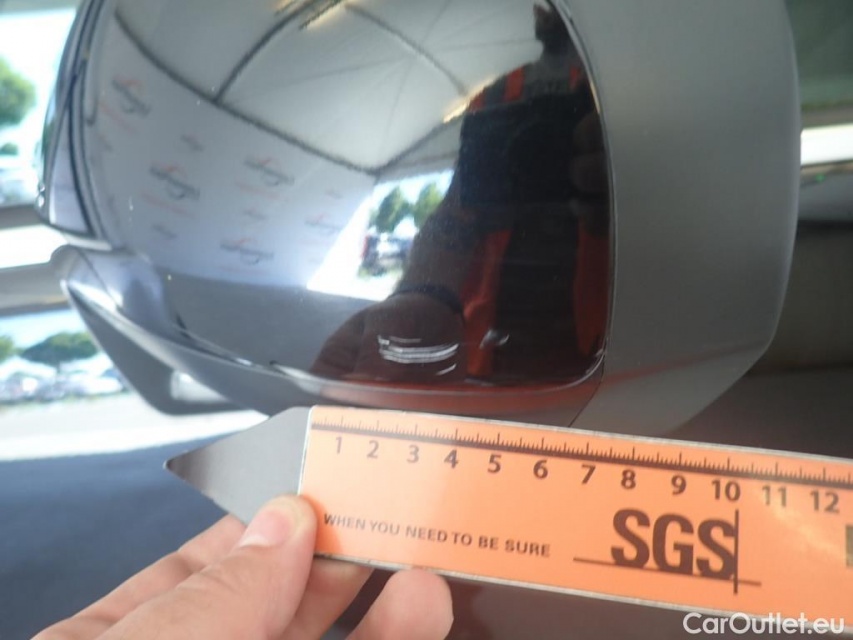 1 2 3 4 5 6 7 8 9 10 11 12
WHEN YOU NEED TO BE SURE
SGS
CarOutlet.eu